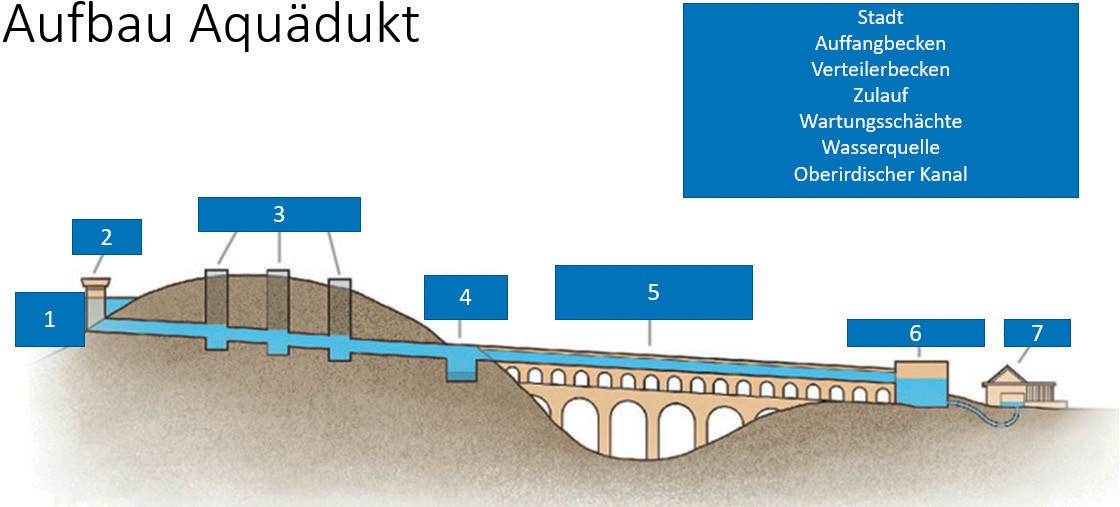 Aufbau Aquädukt
Stadt
Auffangbecken
Verteilerbecken
Zulauf
Wartungsschächte
Wasserquelle
Oberirdischer Kanal
1
2
3
4
5
6
7